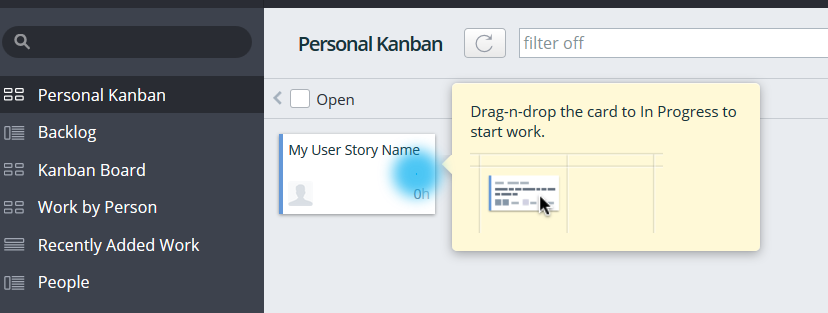 Personal Kanban
filter off
Personal Kanban
Backlog
Kanban Board
Work by Person
Recently Added Work
People
Open
My User Story Name
0h
Drag-n-drop the card to In Progress to
start work.